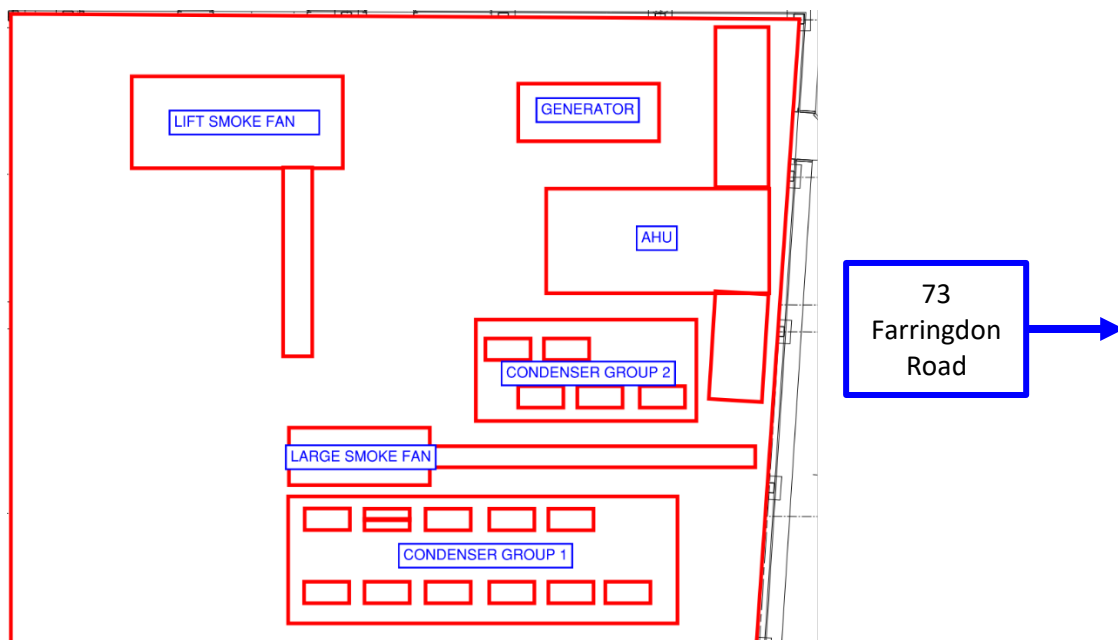 LIFT SMOKE FAN
GENERATOR
AHU
73
Farringdon
Road
CONDENSER GROUP 2
LARGE SMOKE FAN
CONDENSER GROUP 1